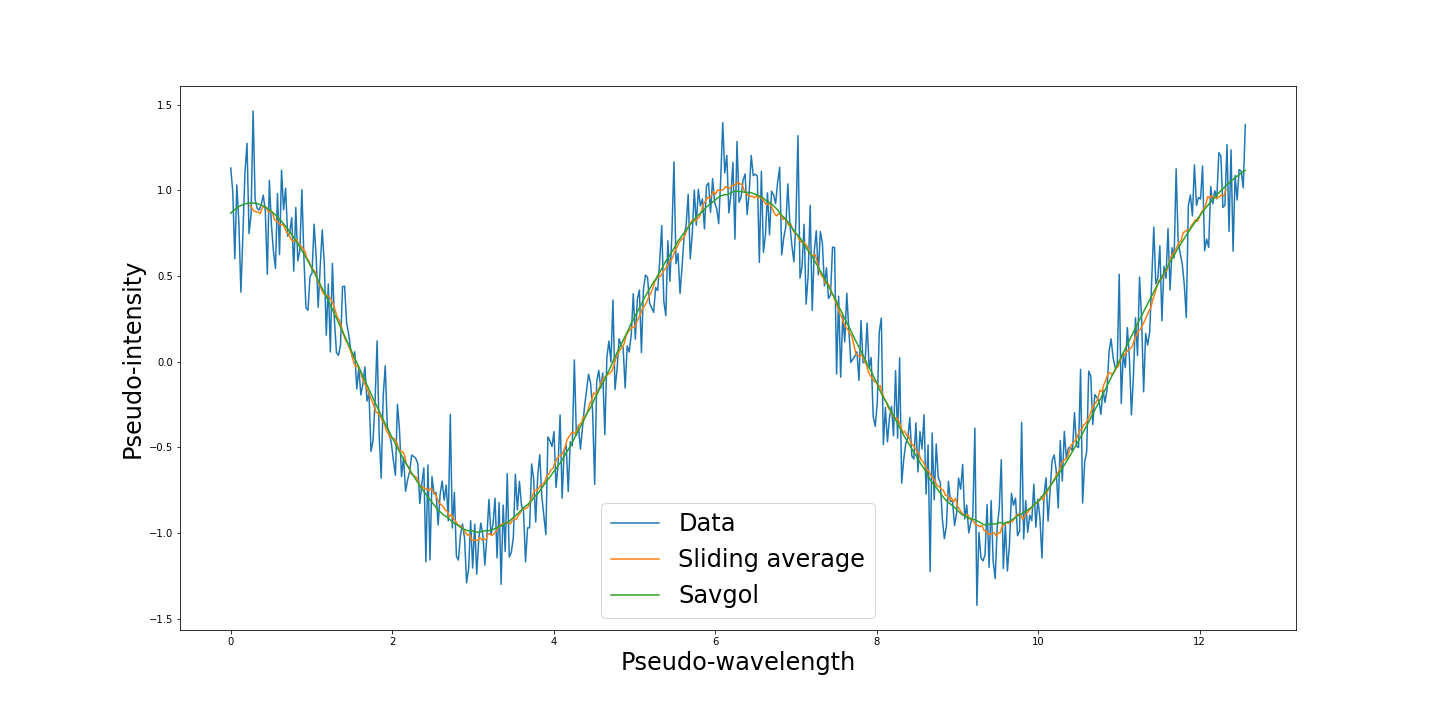 1.5
1.0
0.5
0.0
−0.5
−1.0
−1.5
Pseudo-intensity
Data
Sliding average
Savgol
0 2 4 6 8 10 12
Pseudo-wavelength